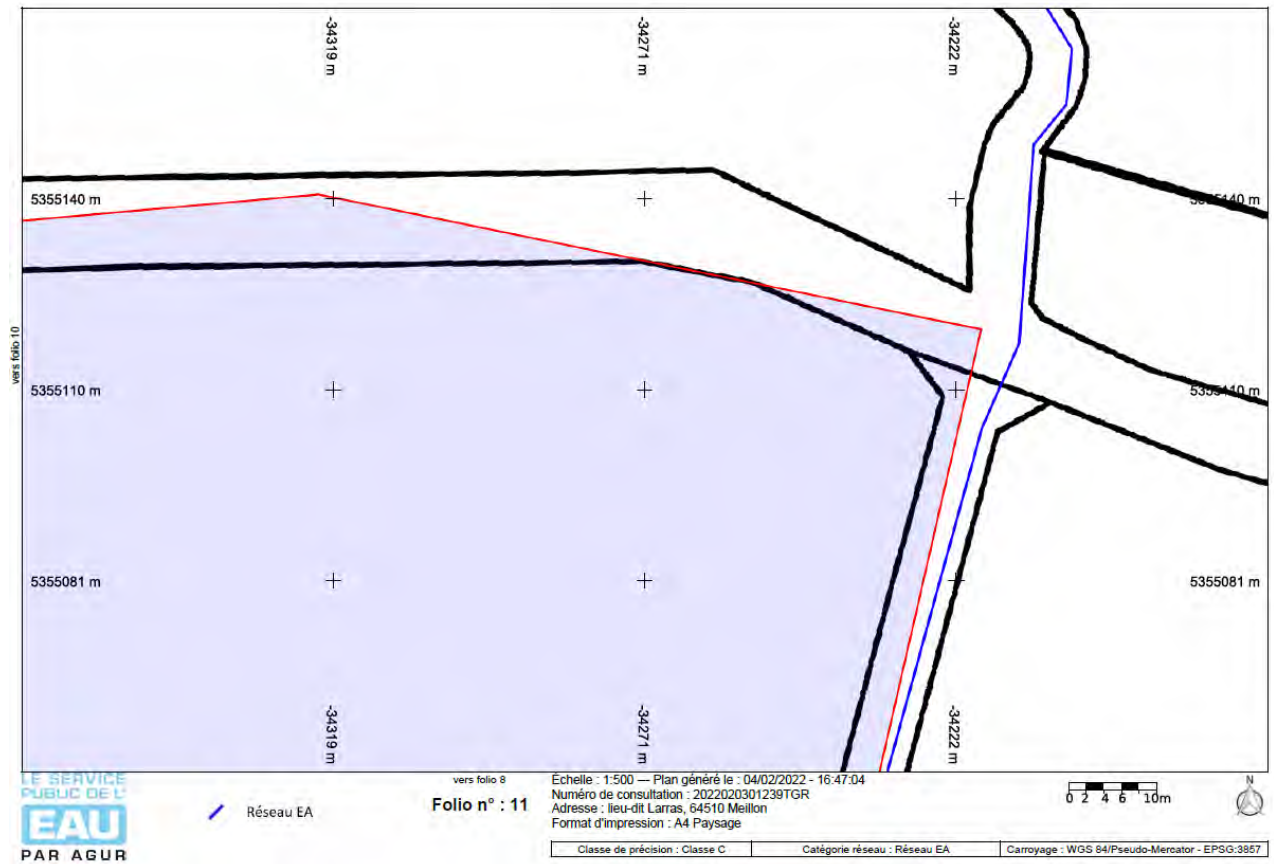 -34319 m
-34271 m
-34222 m
5355140 m
5355140 m
vers folio 10
5355110 m
5355110 m
5355081 m
5355081 m
-34319 m
-34271 m
-34222 m
LE SERVICE
PUBLIC DE L'
EAU
PAR AGUR
Réseau EA
vers folio 8
Folio n° : 11
Échelle : 1:500 — Plan généré le : 04/02/2022 - 16:47:04
Numéro de consultation : 2022020301239TGR
Adresse : lieu-dit Larras, 64510 Meillon
Format d'impression : A4 Paysage
0 2 4 6 10m
N
Classe de précision : Classe C
Catégorie réseau : Réseau EA
Carroyage : WGS 84/Pseudo-Mercator - EPSG:3857